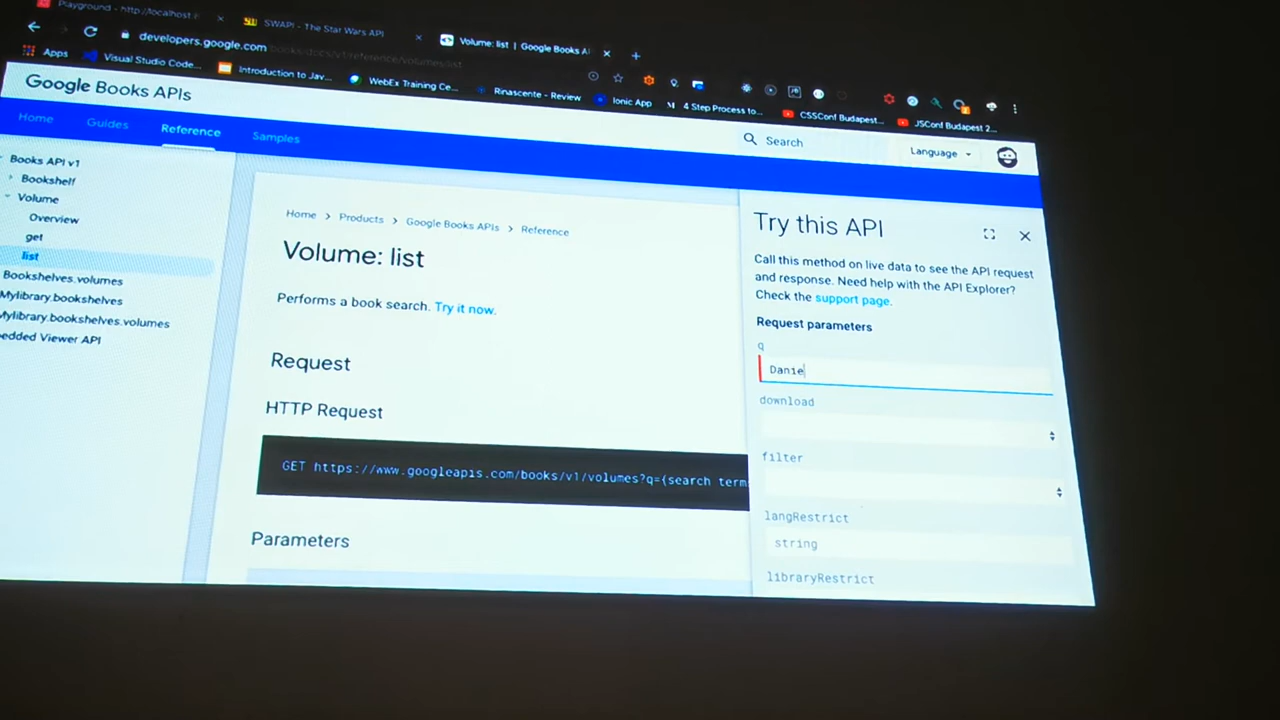 Playground - http://localhost:
SWAPI - The Star Wars API
Volume: list | Google Books A
developers.google.com/books/docs/v1/reference/volumes/list
Apps
Visual Studio Code...
Introduction to Jav...
WebEx Training Ce...
Rinascente - Review
Ionic App
4 Step Process to...
CSSConf Budapest...
JSConf Budapest 2...
Google Books APIs
Home
Guides
Reference
Samples
Search
Language
Books API v1
Bookshelf
Volume
Overview
get
list
Bookshelves.volumes
Mylibrary.bookshelves
Mylibrary.bookshelves.volumes
edded Viewer API
Home > Products > Google Books APIs > Reference
Volume: list
Performs a book search. Try it now.
Request
HTTP Request
GET https://www.googleapis.com/books/v1/volumes?q={search term
Parameters
Try this API
Call this method on live data to see the API request
and response. Need help with the API Explorer?
Check the support page.
Request parameters
q
Danie
download
filter
langRestrict
string
libraryRestrict